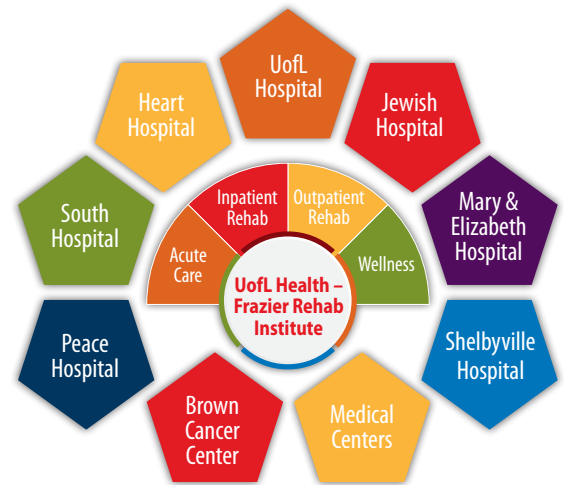 UofL
Hospital
Heart
Hospital
Jewish
Hospital
South
Hospital
Mary &
Elizabeth
Hospital
Inpatient
Rehab
Outpatient
Rehab
Acute
Care
Wellness
UofL Health –
Frazier Rehab
Institute
Peace
Hospital
Shelbyville
Hospital
Brown
Cancer
Center
Medical
Centers